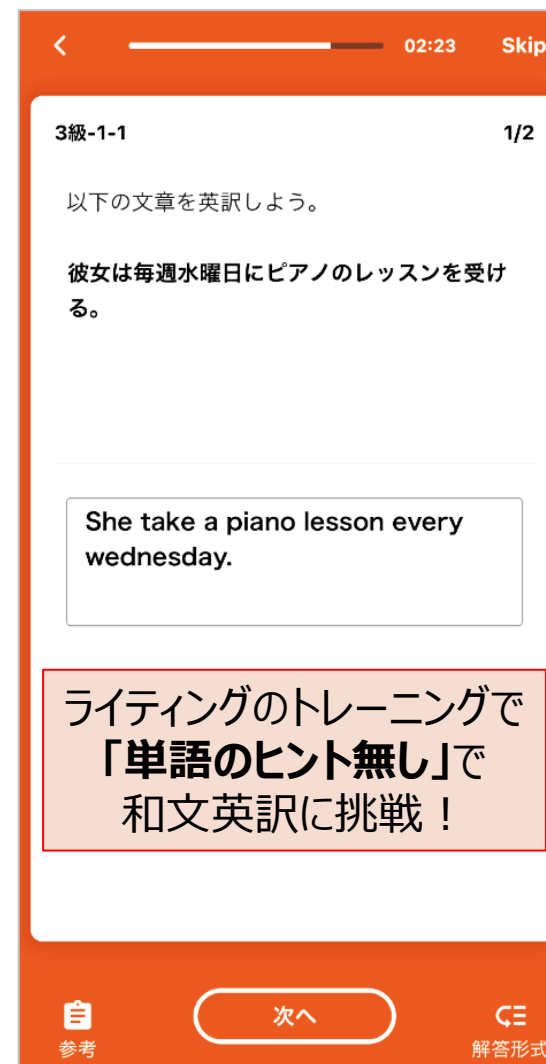 02:23 Skip
3級-1-1 1/2
以下の文章を英訳しよう。
彼女は毎週水曜日にピアノのレッスンを受け
る。
She take a piano lesson every
wednesday.
ライティングのトレーニングで
「単語のヒント無し」で
和文英訳に挑戦！
次へ
参考 解答形式